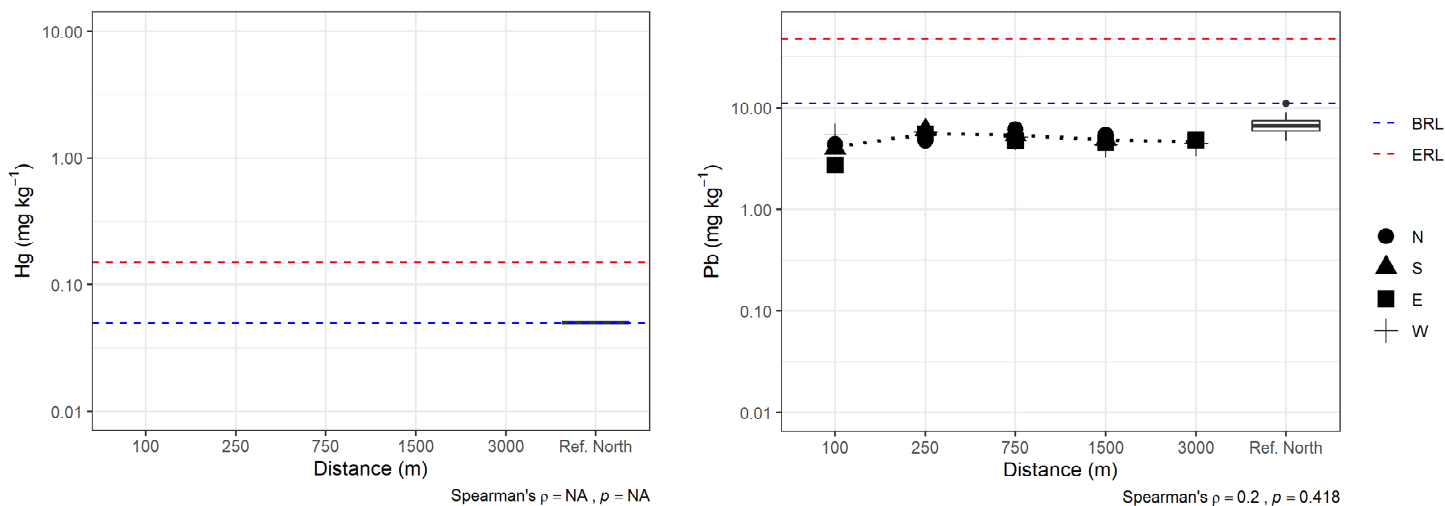 10.00
1.00
0.10
0.01
Hg (mg kg⁻¹)
100 250 750 1500 3000 Ref. North
Distance (m)
Spearman's ρ = NA , p = NA
10.00
1.00
0.10
0.01
Pb (mg kg⁻¹)
100 250 750 1500 3000 Ref. North
Distance (m)
Spearman's ρ = 0.2 , p = 0.418
BRL
ERL
N
S
E
W